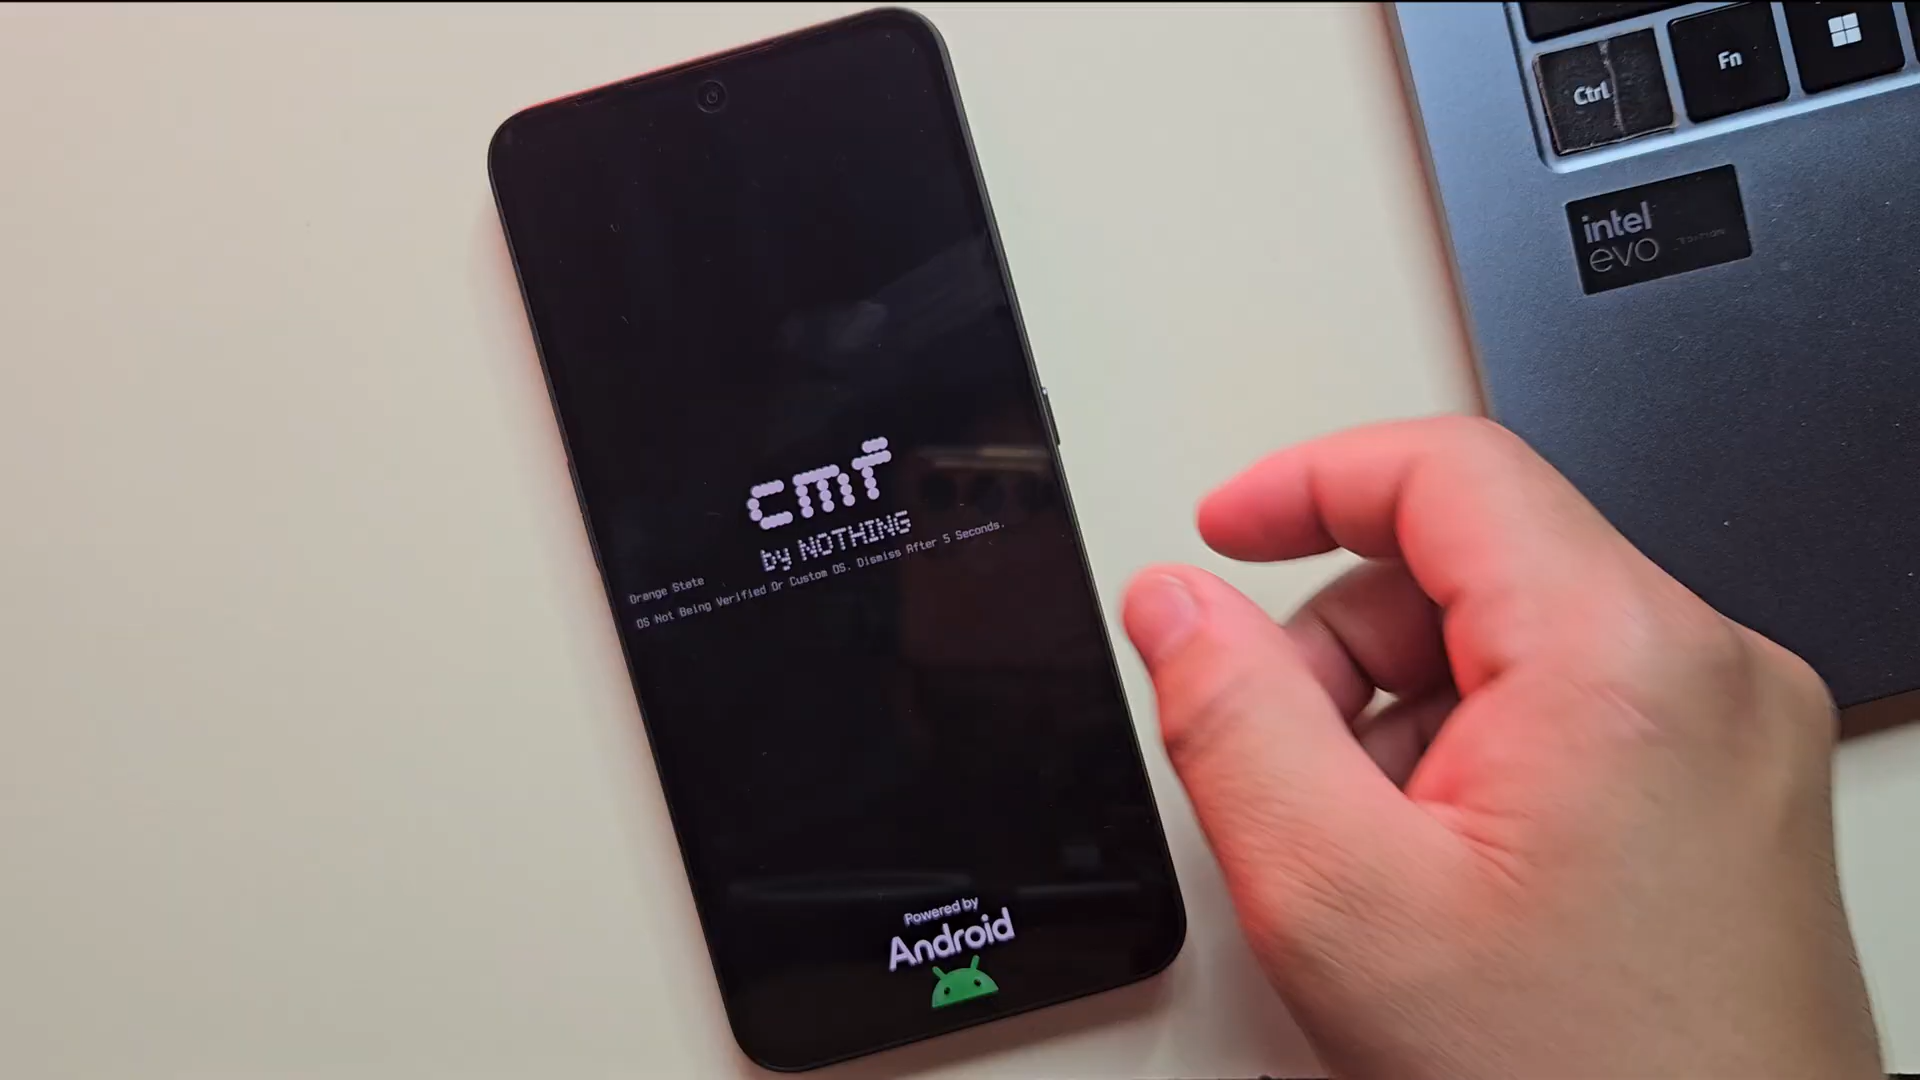 cmf
by NOTHING
Orange State
OS Not Being Verified Or Custom OS. Dismiss After 5 Seconds.
Powered by
Android
Ctrl
Fn
intel
evo
EDITION